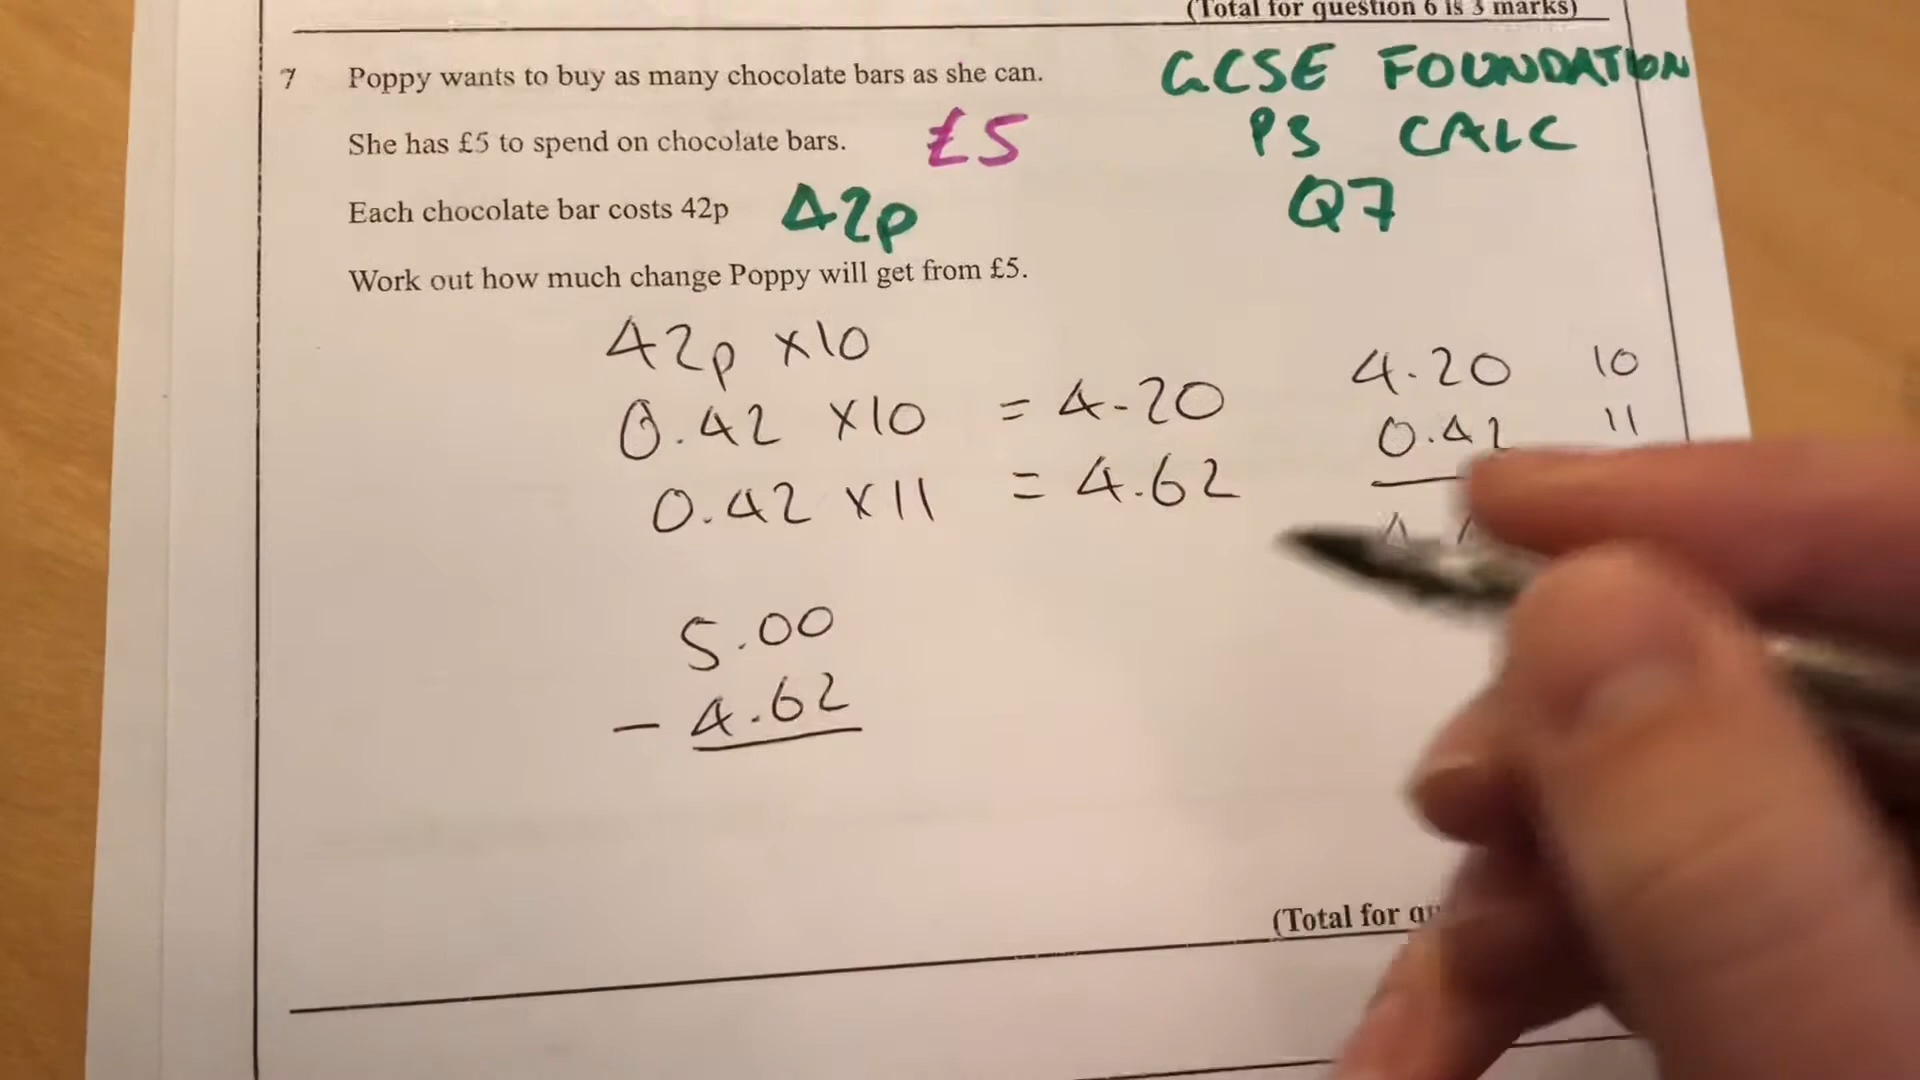 (Total for question 6 is 3 marks)
7 Poppy wants to buy as many chocolate bars as she can.
She has £5 to spend on chocolate bars. £5
Each chocolate bar costs 42p 42p
Work out how much change Poppy will get from £5.
GCSE FOUNDATION
P3 CALC
Q7
42p ×10
0.42 ×10 = 4.20
0.42 ×11 = 4.62
4.20 10
0.42 11
5.00
- 4.62
(Total for